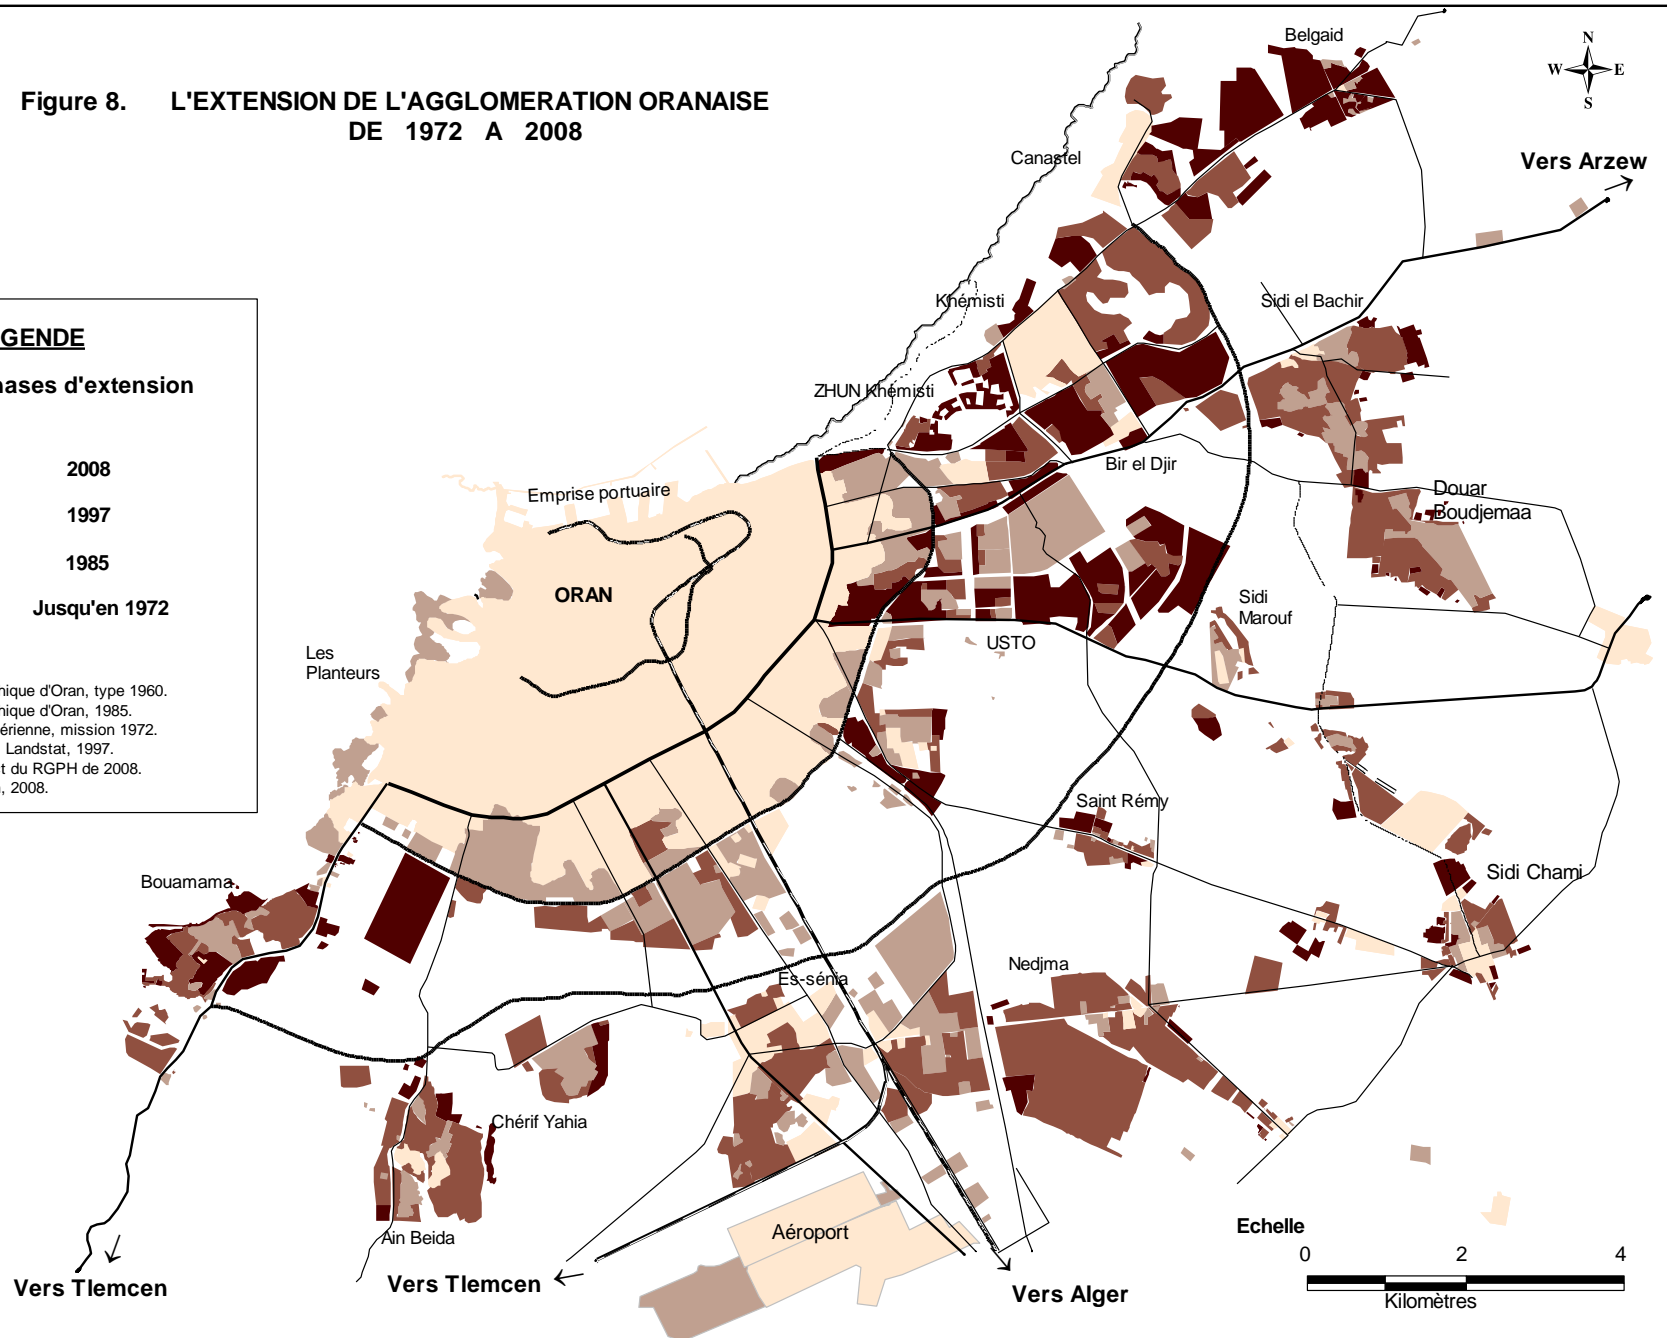 Figure 8. L'EXTENSION DE L'AGGLOMERATION ORANAISE
DE 1972 A 2008
N
W E
S
Belgaid
Canastel
Vers Arzew
Khémisti
Sidi el Bachir
ZHUN Khémisti
Bir el Djir
Douar
Boudjemaa
Emprise portuaire
ORAN
Sidi
Marouf
USTO
Les
Planteurs
Saint Rémy
Sidi Chami
Bouamama
Es-sénia
Nedjma
Chérif Yahia
Ain Beida
Aéroport
Vers Tlemcen
Vers Tlemcen
Vers Alger
GENDE
ases d'extension
2008
1997
1985
Jusqu'en 1972
ique d'Oran, type 1960.
ique d'Oran, 1985.
érienne, mission 1972.
Landstat, 1997.
t du RGPH de 2008.
, 2008.
Echelle
0 2 4
Kilomètres